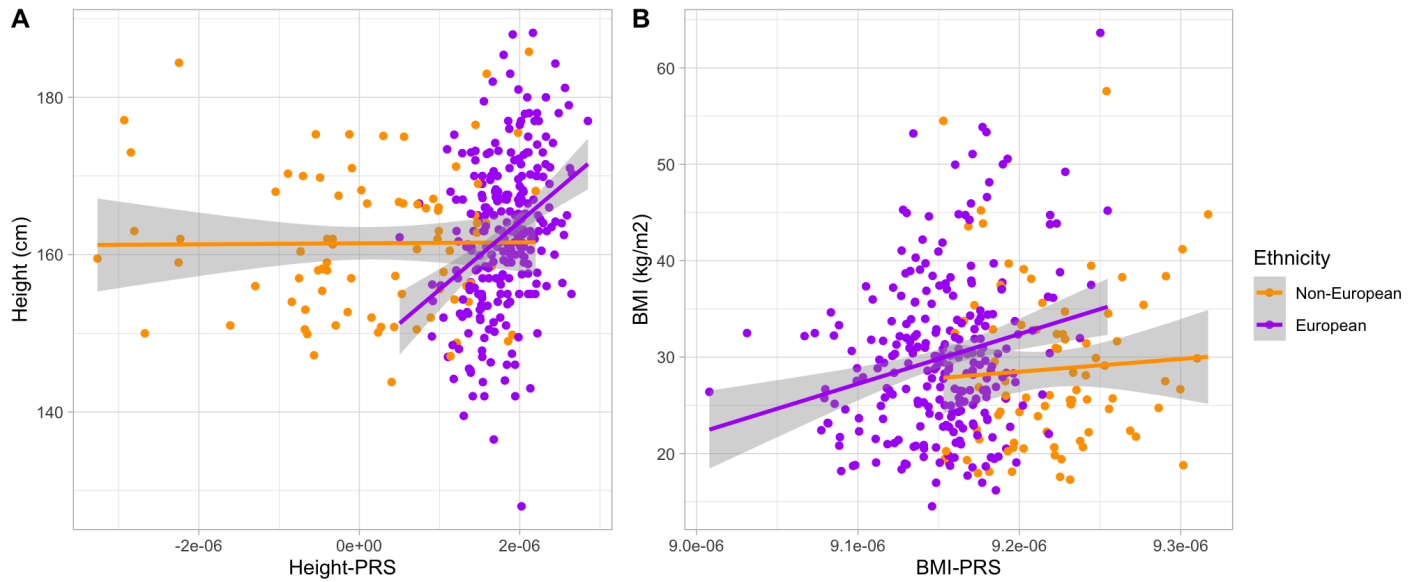 A
B
Height (cm)
180
160
140
-2e-06
0e+00
2e-06
Height-PRS
BMI (kg/m2)
60
50
40
30
20
9.0e-06
9.1e-06
9.2e-06
9.3e-06
BMI-PRS
Ethnicity
Non-European
European